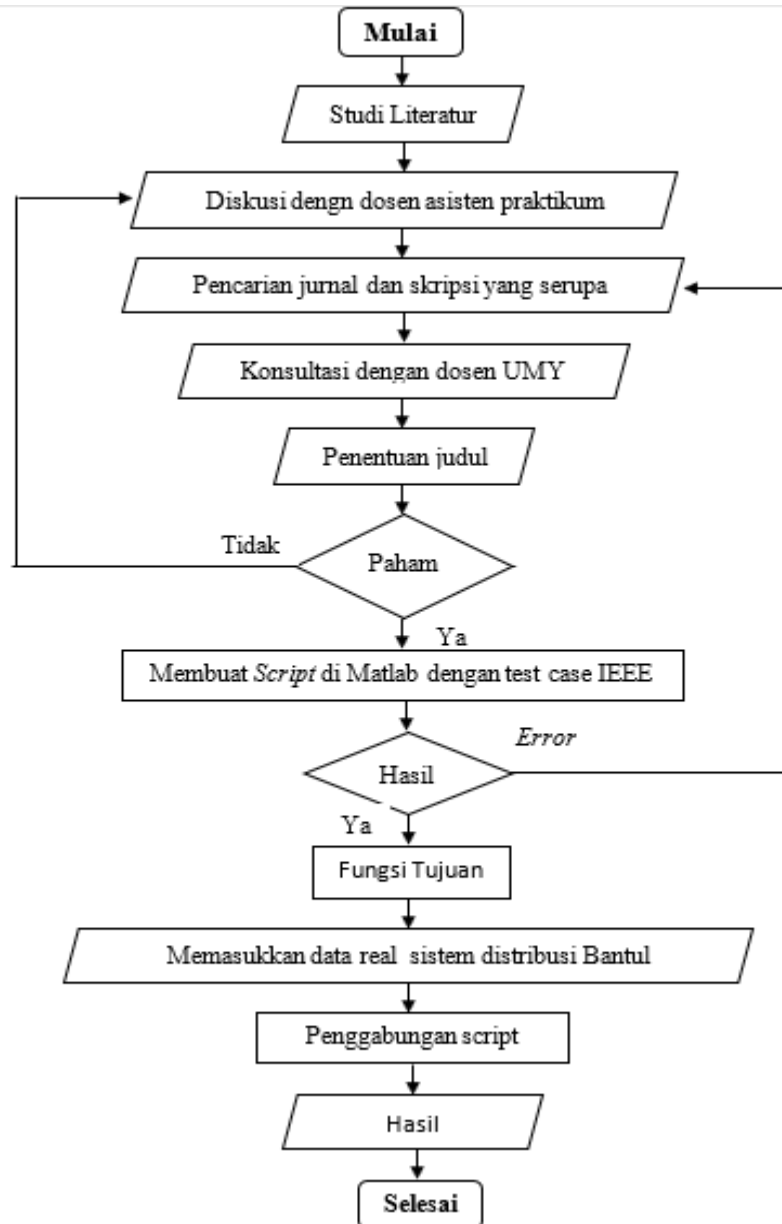 Mulai
Studi Literatur
Diskusi dengn dosen asisten praktikum
Pencarian jurnal dan skripsi yang serupa
Konsultasi dengan dosen UMY
Penentuan judul
Tidak
Paham
Ya
Membuat Script di Matlab dengan test case IEEE
Error
Hasil
Ya
Fungsi Tujuan
Memasukkan data real sistem distribusi Bantul
Penggabungan script
Hasil
Selesai